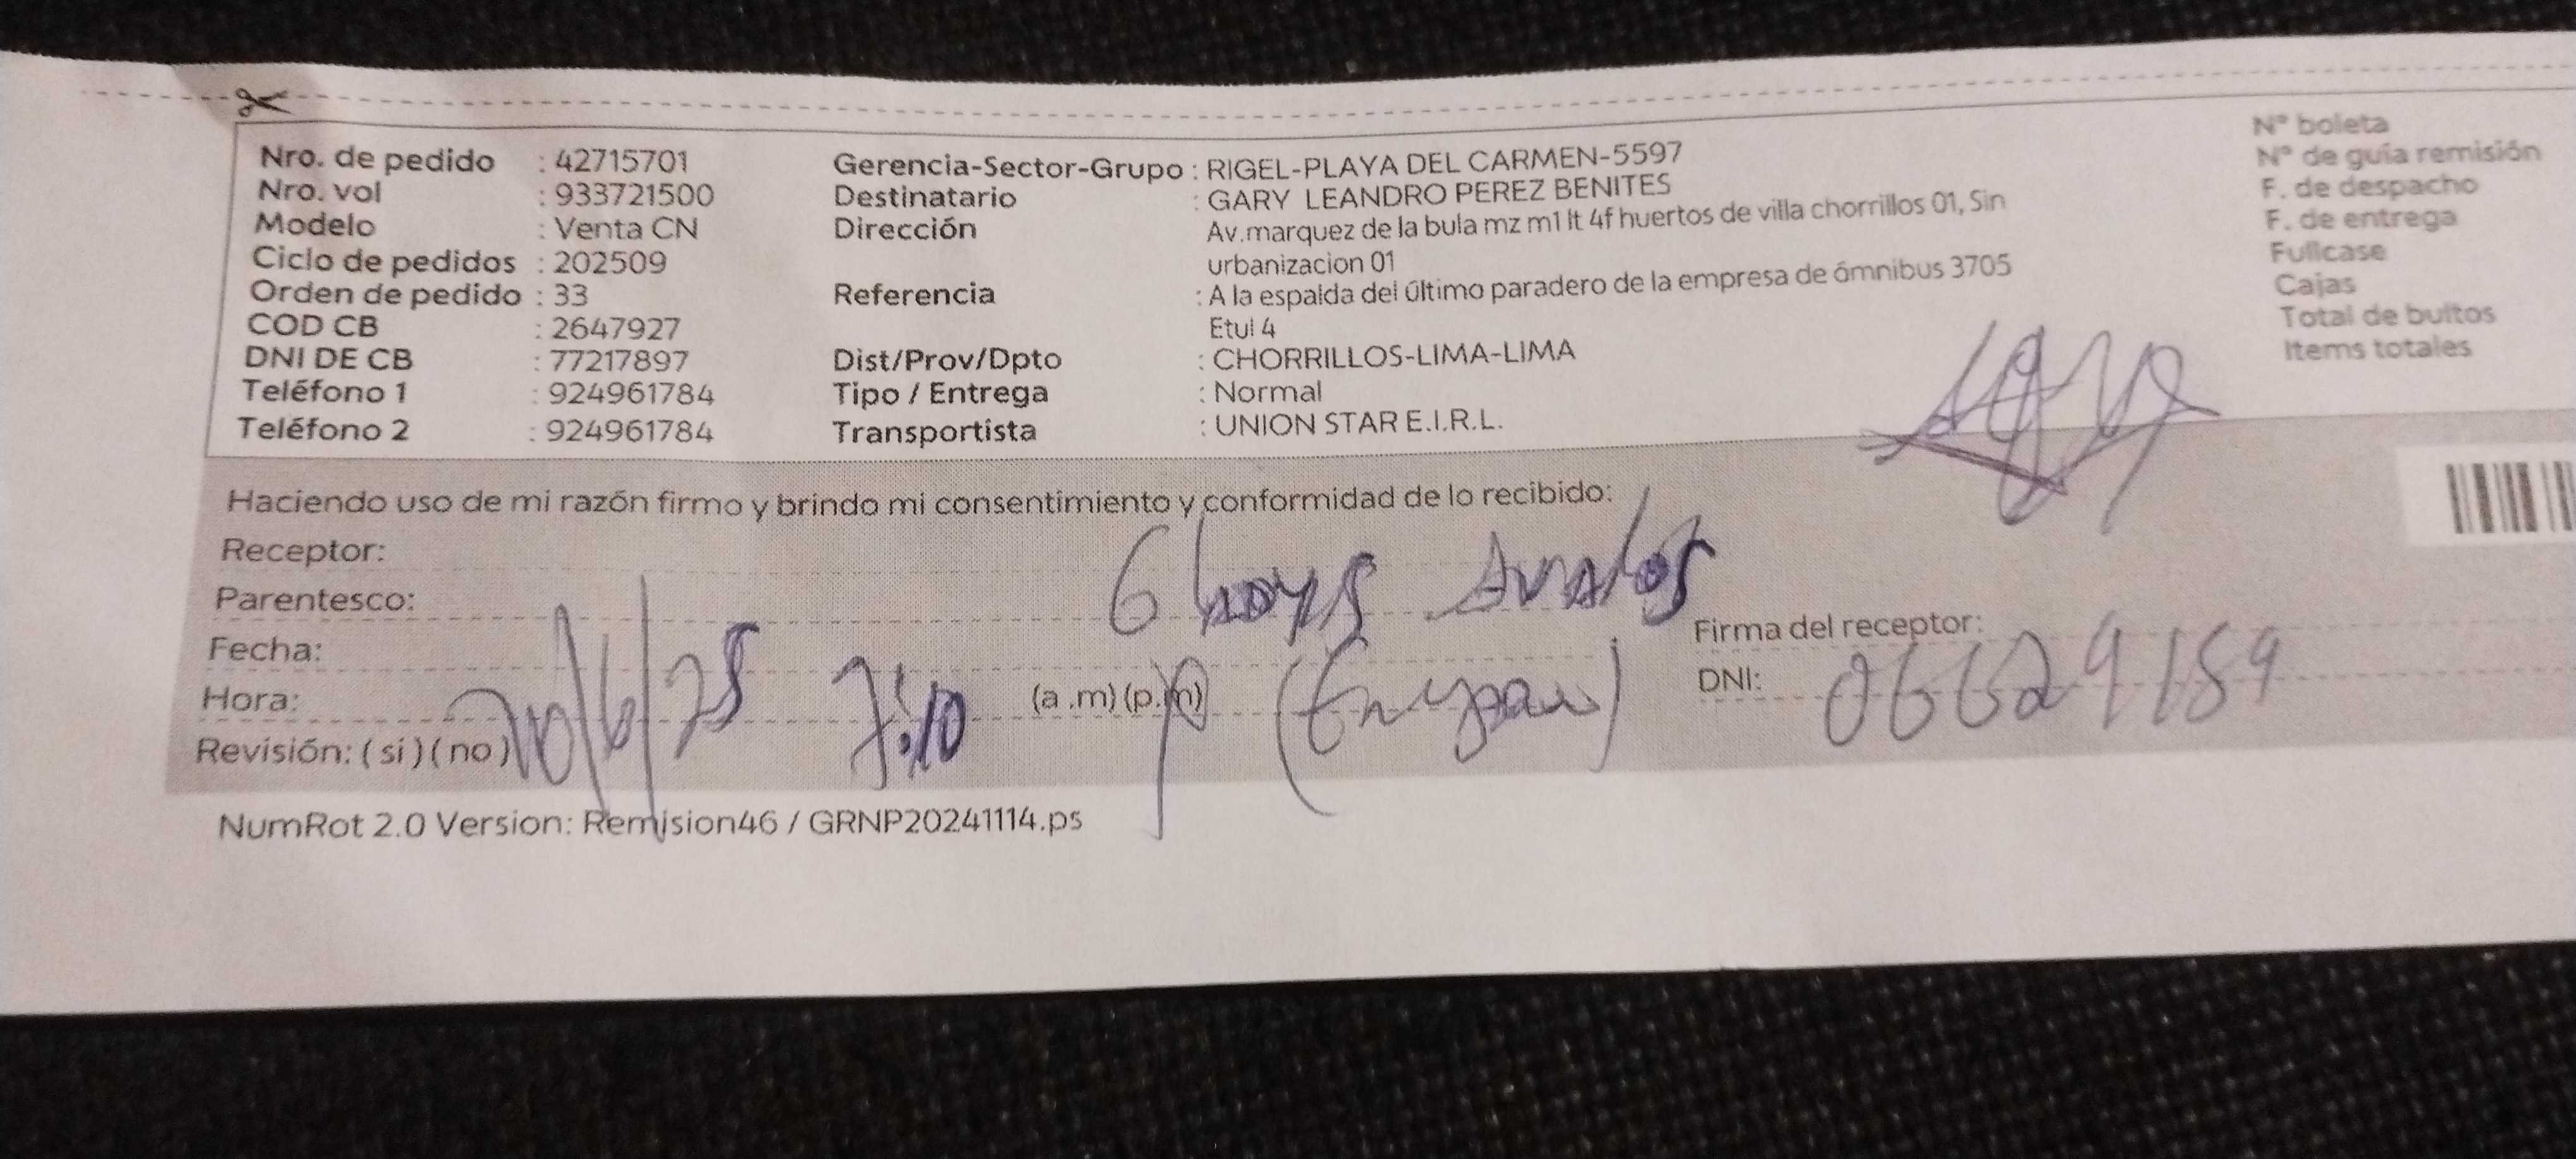 Nro. de pedido : 42715701
Nro. vol : 933721500
Modelo : Venta CN
Ciclo de pedidos : 202509
Orden de pedido : 33
COD CB : 2647927
DNI DE CB : 77217897
Teléfono 1 : 924961784
Teléfono 2 : 924961784
Gerencia-Sector-Grupo : RIGEL-PLAYA DEL CARMEN-5597
Destinatario : GARY LEANDRO PEREZ BENITES
Dirección : Av.marquez de la bula mz m1 lt 4f huertos de villa chorrillos 01, Sin
urbanizacion 01
Referencia : A la espalda del último paradero de la empresa de ómnibus 3705
Etul 4
Dist/Prov/Dpto : CHORRILLOS-LIMA-LIMA
Tipo / Entrega : Normal
Transportista : UNION STAR E.I.R.L.
N° boleta
N° de guía remisión
F. de despacho
F. de entrega
Fullcase
Cajas
Total de bultos
Items totales
Haciendo uso de mi razón firmo y brindo mi consentimiento y conformidad de lo recibido:
Receptor:
Parentesco:
Fecha:
Hora: 7:10 (a.m) (p.m)
Revisión: ( si ) ( no )
Firma del receptor:
DNI: 06629159
NumRot 2.0 Version: Remision46 / GRNP20241114.ps